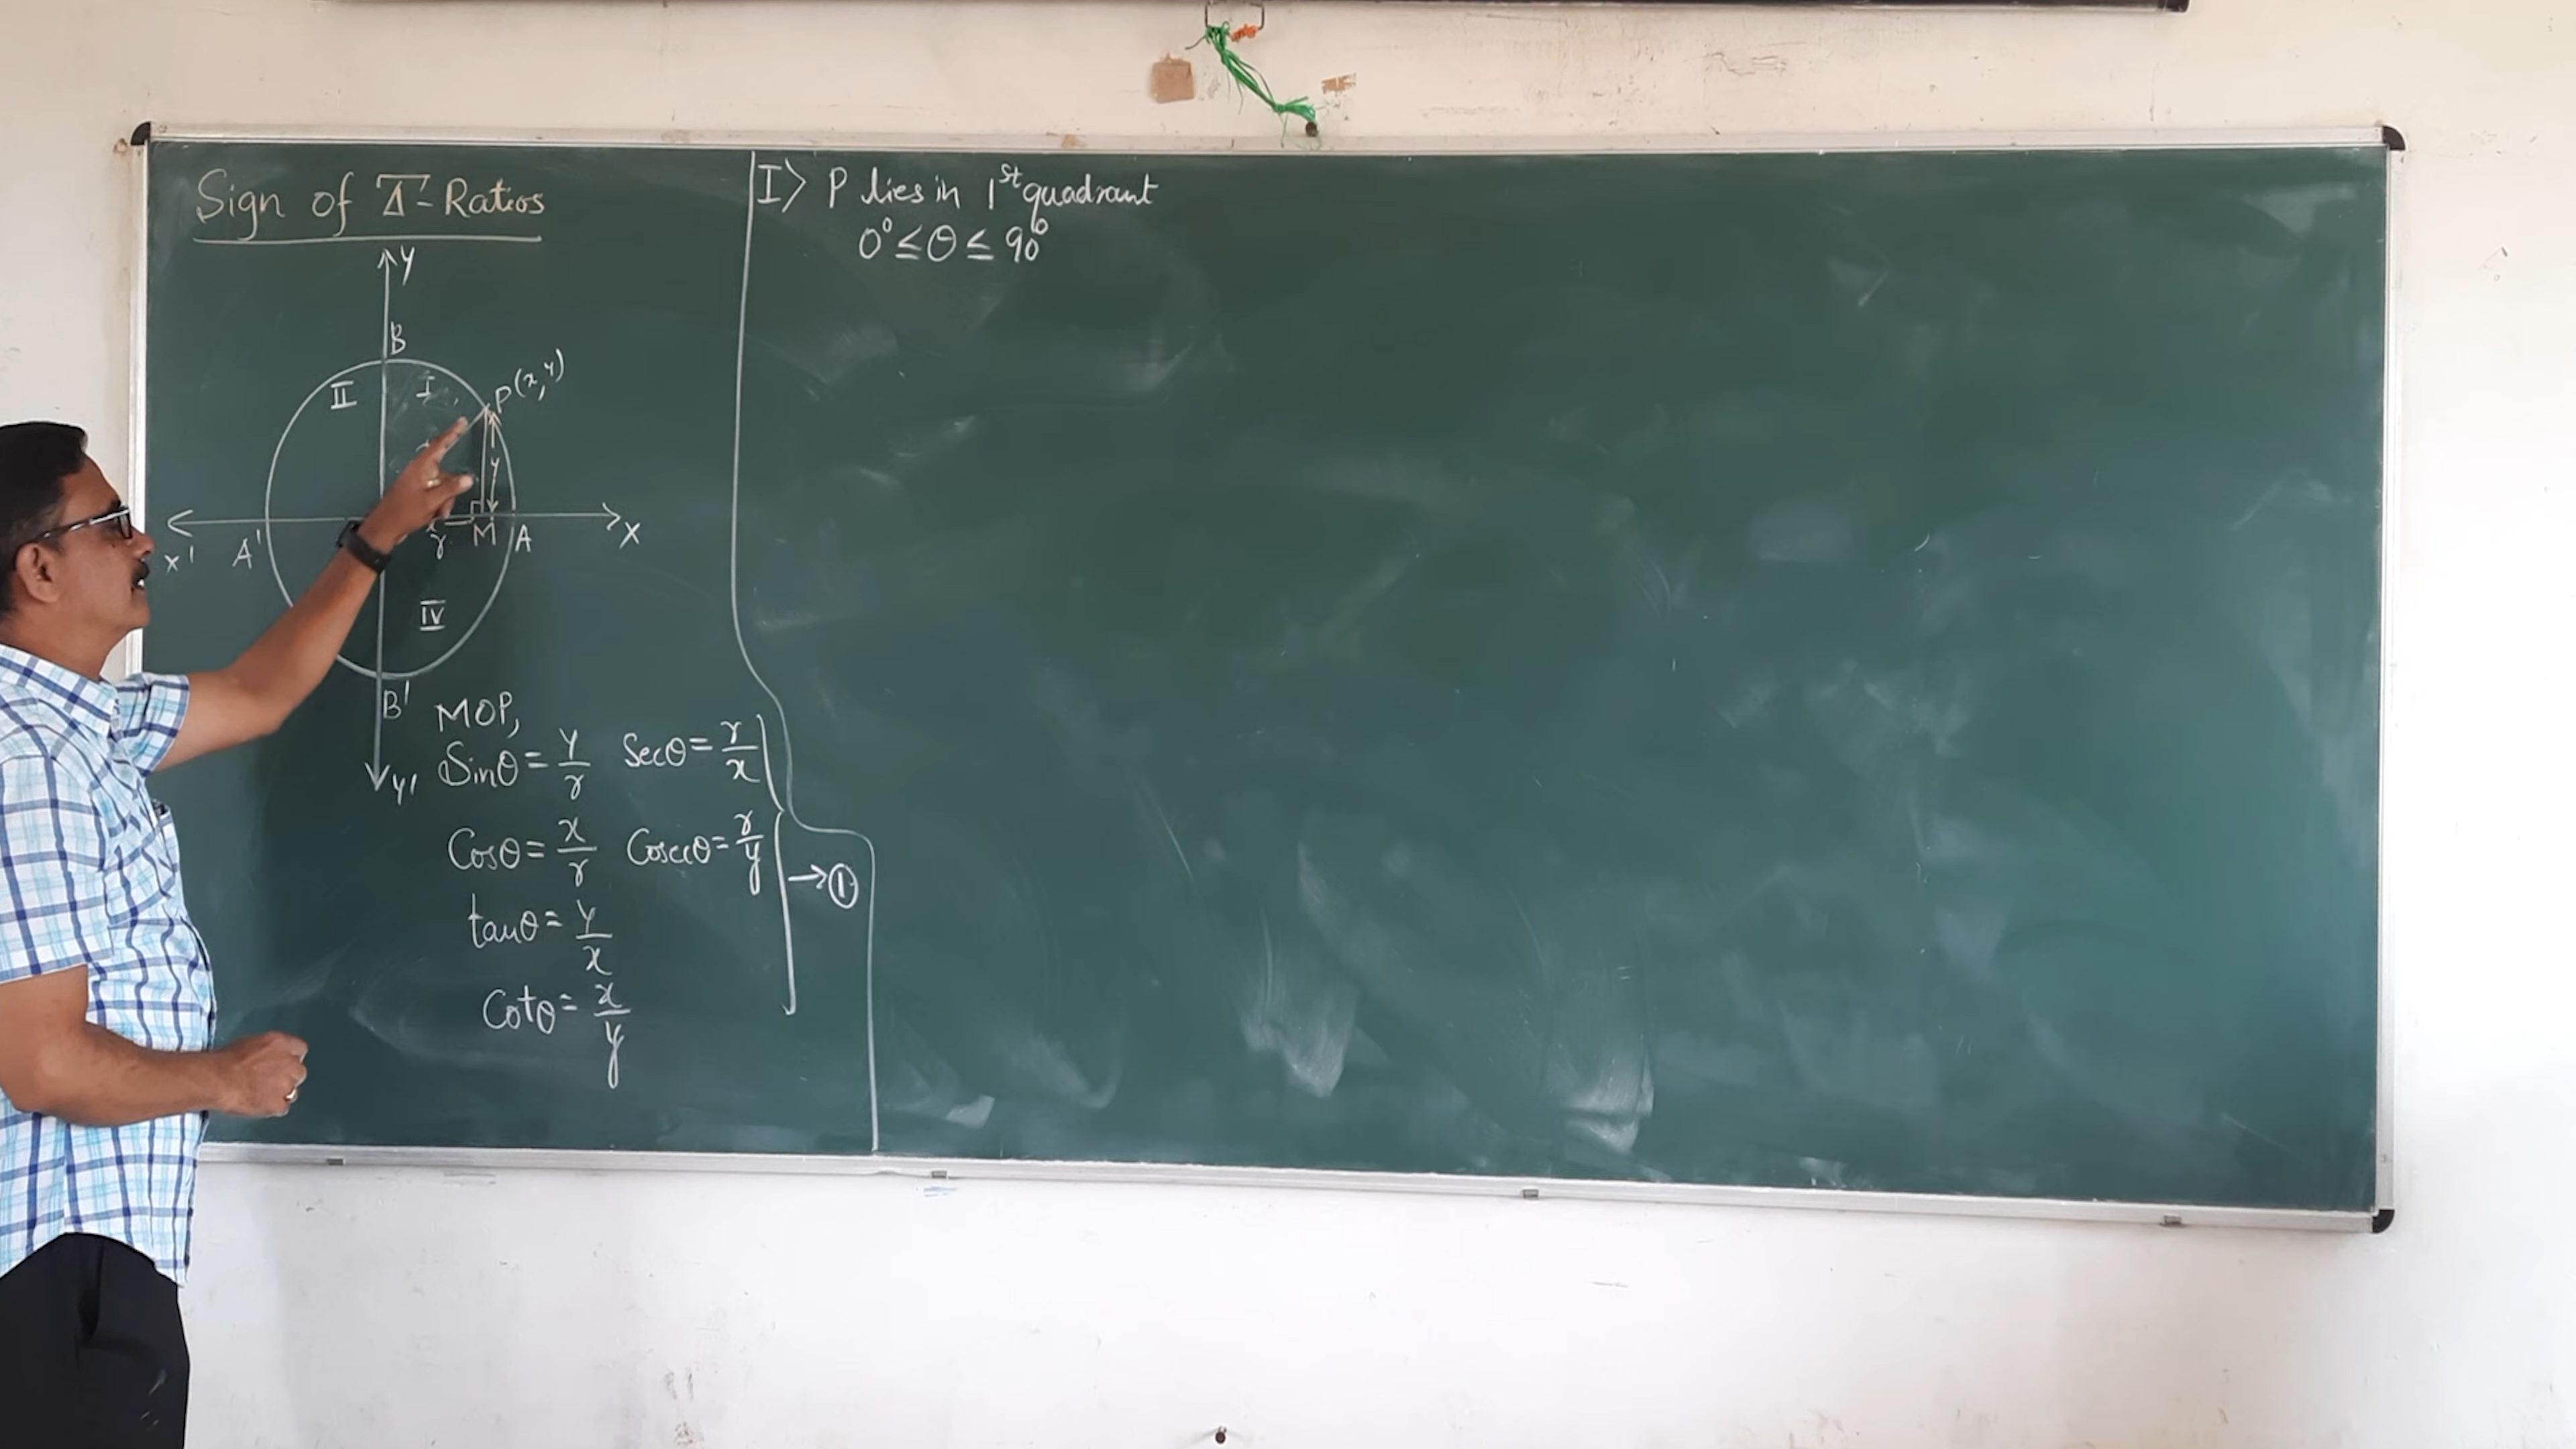 Sign of T-Ratios
Y
B
II
I
P(x,y)
y
x'
A'
x
r
M
A
X
IV
B'
Y'
MOP,
Sinθ = y/r Secθ = r/x
Cosθ = x/r Cosecθ = r/y
→ ①
tanθ = y/x
Cotθ = x/y
I> P lies in 1st quadrant
0° ≤ θ ≤ 90°